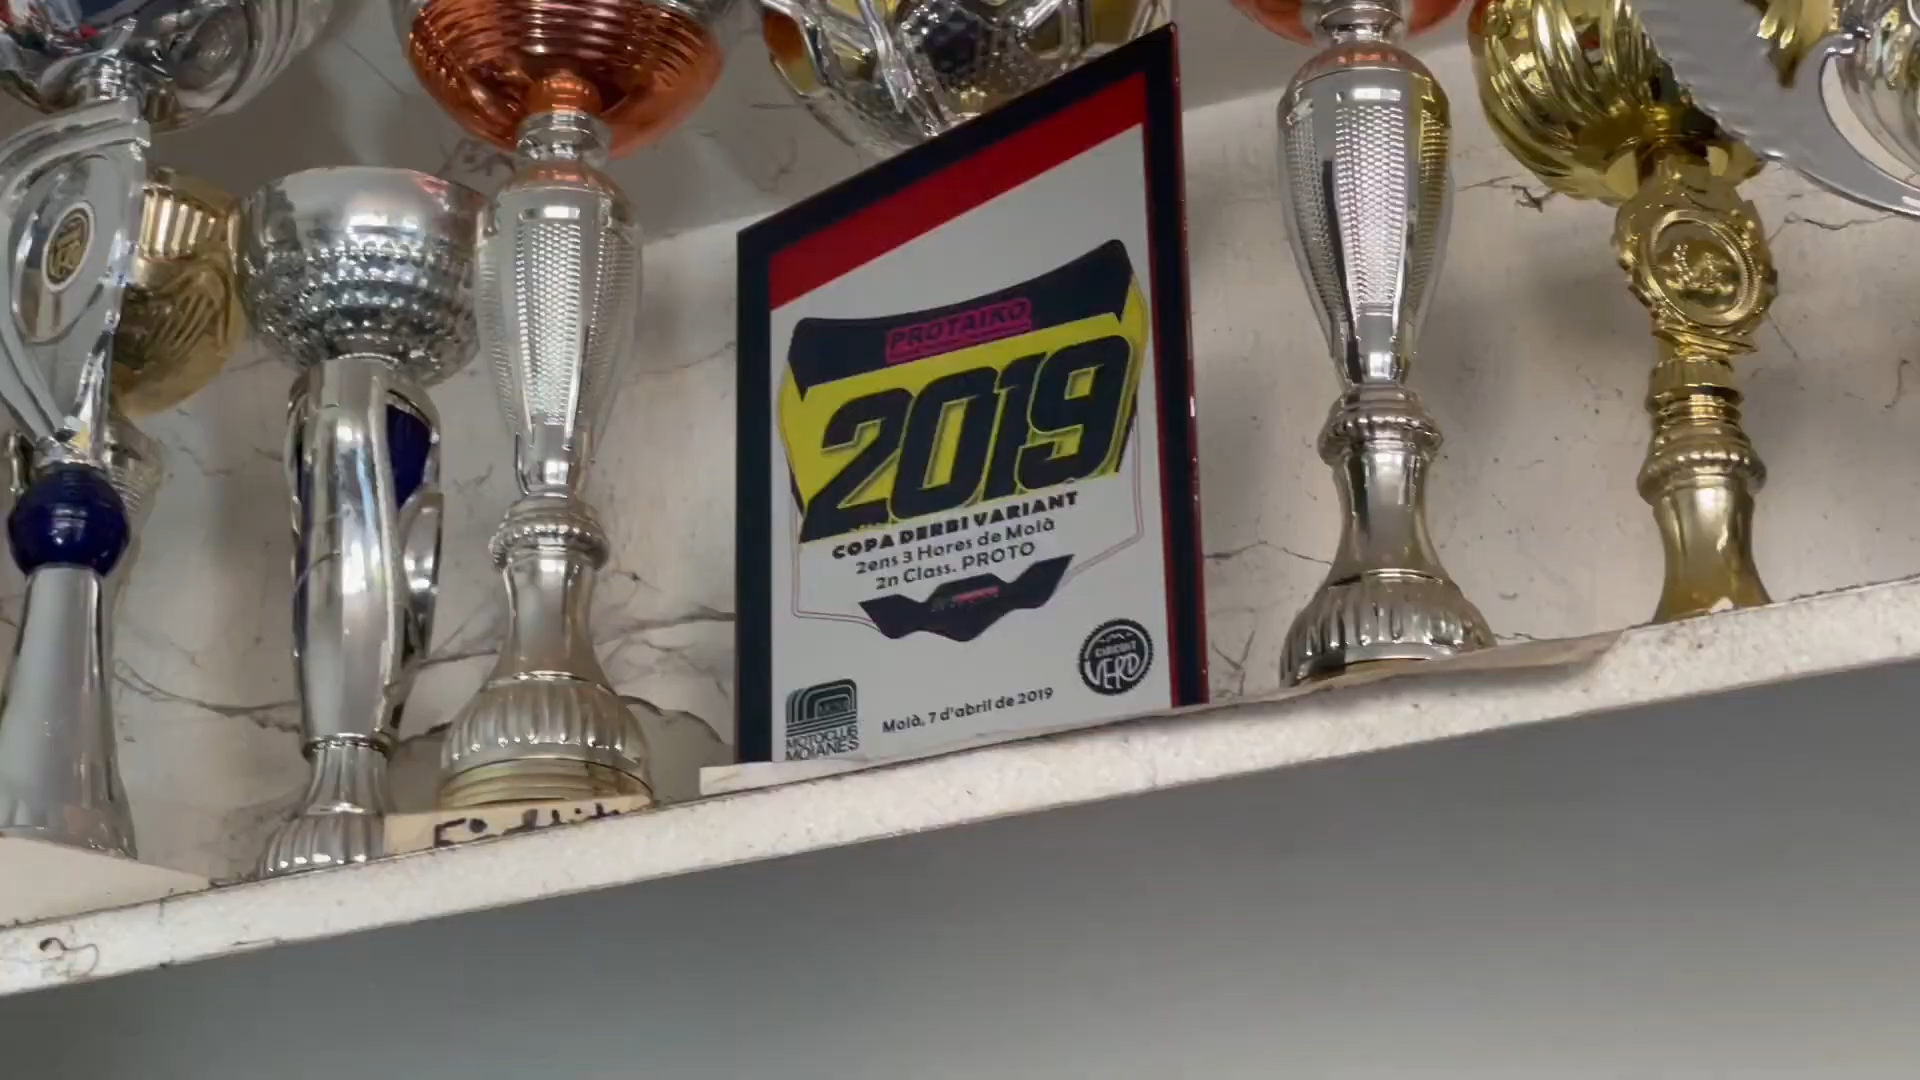 PROTAIKO
2019
COPA DERBI VARIANT
2ens 3 Hores de Moià
2n Class. PROTO
CIRCUIT
VERD
Moià, 7 d'abril de 2019
MOTOCLUB
MOIANÈS